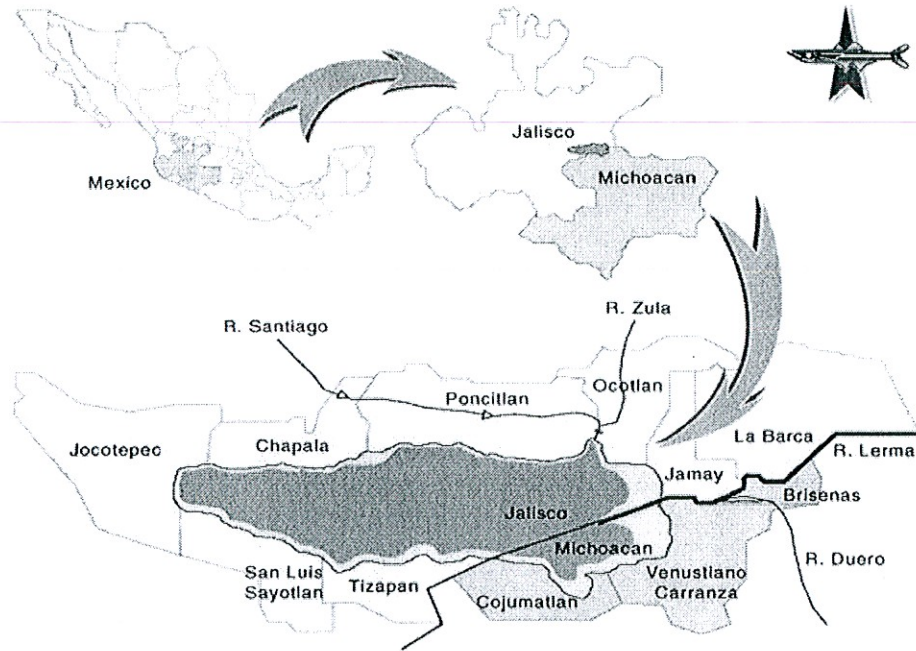 Mexico
Jalisco
Michoacan
R. Santiago
R. Zula
Poncitlan
Ocotlan
Jocotepec
Chapala
La Barca
R. Lerma
Jamay
Brisenas
Jalisco
Michoacan
San Luis
Sayotlan
Tizapan
Cojumatlan
Venustiano
Carranza
R. Duero